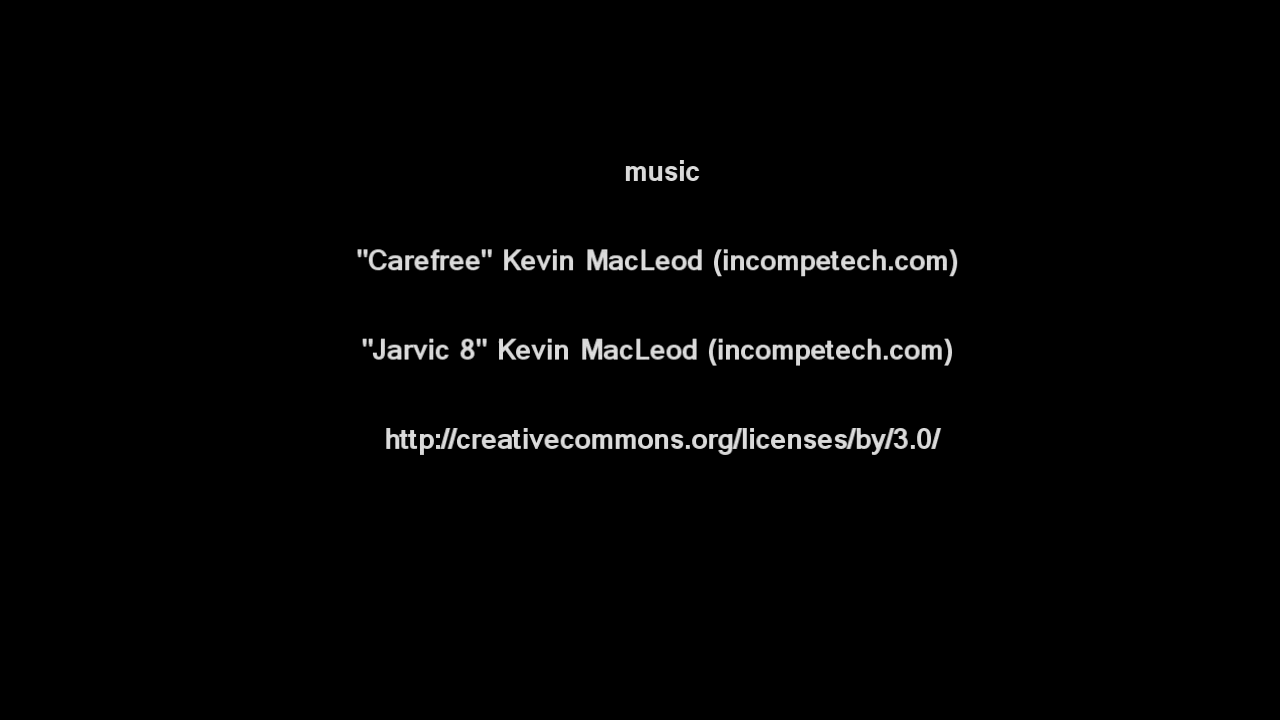 music
"Carefree" Kevin MacLeod (incompetech.com)
"Jarvic 8" Kevin MacLeod (incompetech.com)
http://creativecommons.org/licenses/by/3.0/